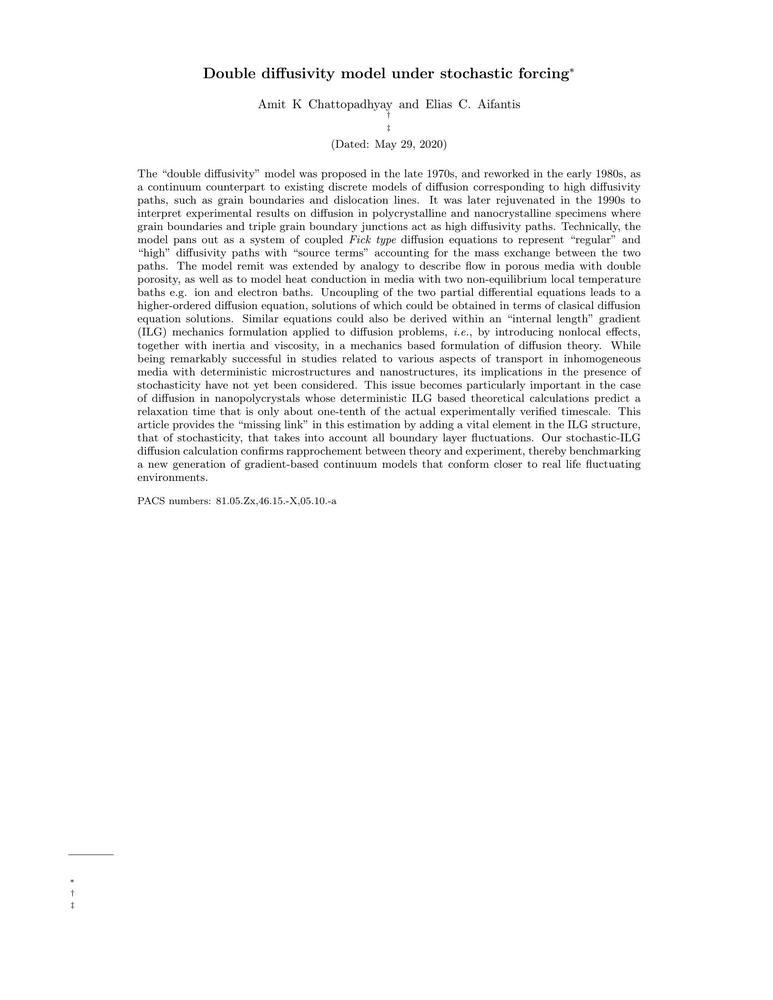 Double diffusivity model under stochastic forcing*
Amit K Chattopadhyay and Elias C. Aifantis
†
‡
(Dated: May 29, 2020)
The “double diffusivity” model was proposed in the late 1970s, and reworked in the early 1980s, as
a continuum counterpart to existing discrete models of diffusion corresponding to high diffusivity
paths, such as grain boundaries and dislocation lines. It was later rejuvenated in the 1990s to
interpret experimental results on diffusion in polycrystalline and nanocrystalline specimens where
grain boundaries and triple grain boundary junctions act as high diffusivity paths. Technically, the
model pans out as a system of coupled Fick type diffusion equations to represent “regular” and
“high” diffusivity paths with “source terms” accounting for the mass exchange between the two
paths. The model remit was extended by analogy to describe flow in porous media with double
porosity, as well as to model heat conduction in media with two non-equilibrium local temperature
baths e.g. ion and electron baths. Uncoupling of the two partial differential equations leads to a
higher-ordered diffusion equation, solutions of which could be obtained in terms of clasical diffusion
equation solutions. Similar equations could also be derived within an “internal length” gradient
(ILG) mechanics formulation applied to diffusion problems, i.e., by introducing nonlocal effects,
together with inertia and viscosity, in a mechanics based formulation of diffusion theory. While
being remarkably successful in studies related to various aspects of transport in inhomogeneous
media with deterministic microstructures and nanostructures, its implications in the presence of
stochasticity have not yet been considered. This issue becomes particularly important in the case
of diffusion in nanopolycrystals whose deterministic ILG based theoretical calculations predict a
relaxation time that is only about one-tenth of the actual experimentally verified timescale. This
article provides the “missing link” in this estimation by adding a vital element in the ILG structure,
that of stochasticity, that takes into account all boundary layer fluctuations. Our stochastic-ILG
diffusion calculation confirms rapprochement between theory and experiment, thereby benchmarking
a new generation of gradient-based continuum models that conform closer to real life fluctuating
environments.
PACS numbers: 81.05.Zx,46.15.-X,05.10.-a
*
†
‡